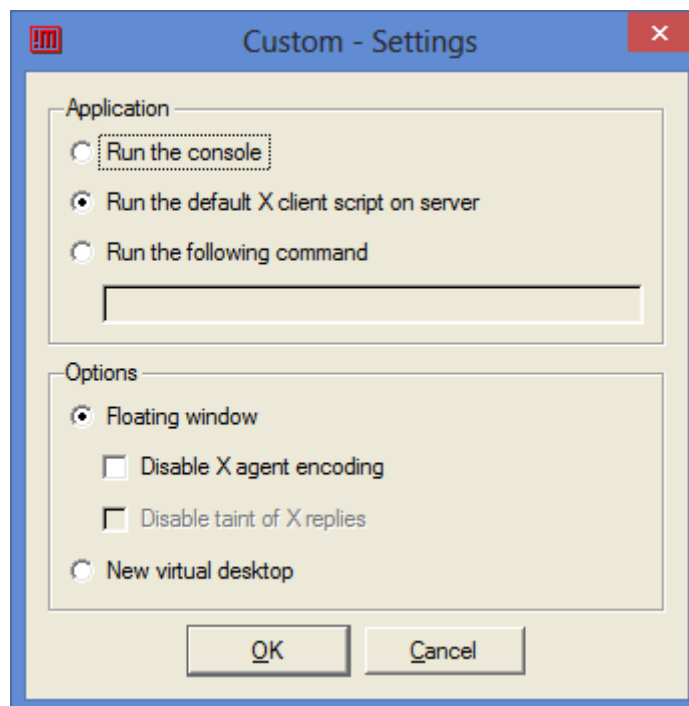 !M
Custom - Settings
Application
Run the console
Run the default X client script on server
Run the following command
Options
Floating window
Disable X agent encoding
Disable taint of X replies
New virtual desktop
OK
Cancel